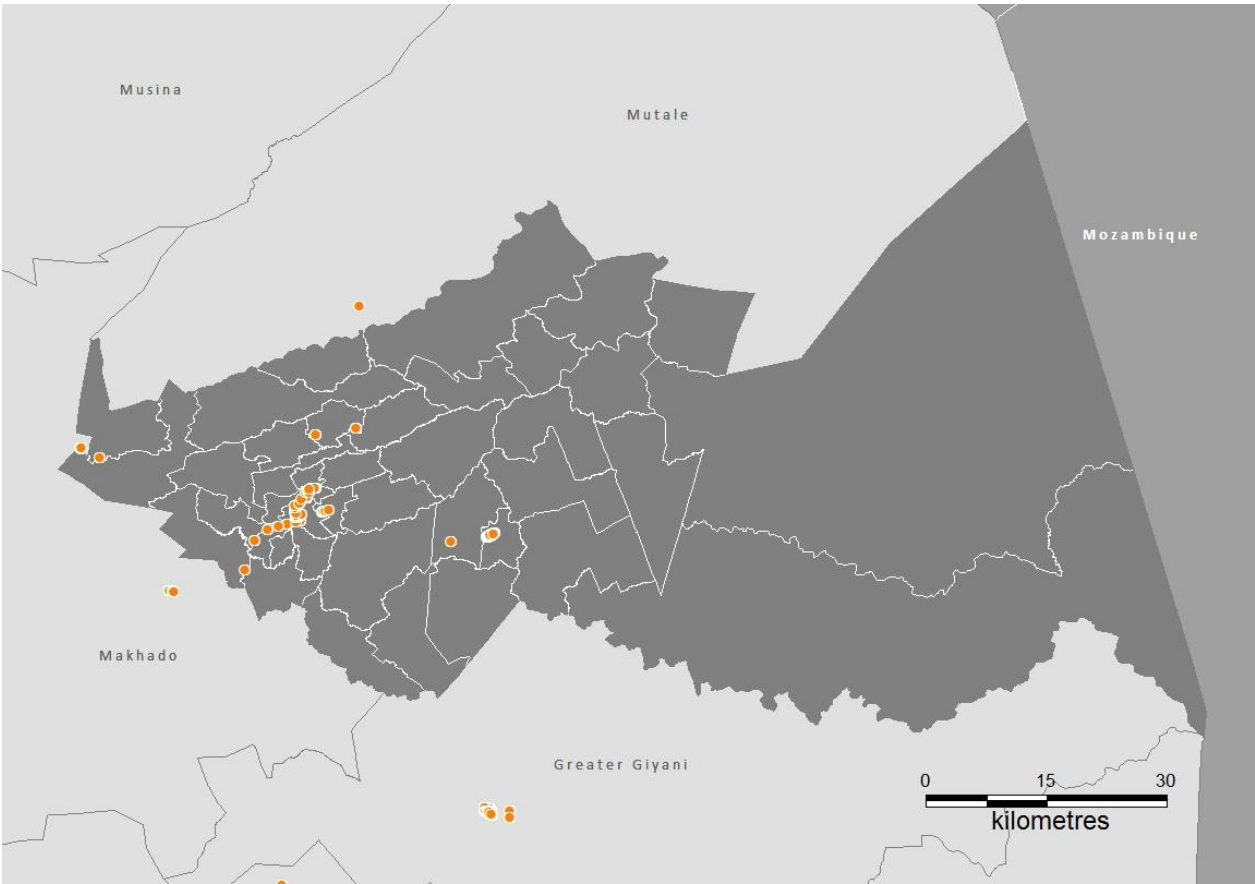 Musina
Mutale
Mozambique
Makhado
Greater Giyani
0 15 30
kilometres